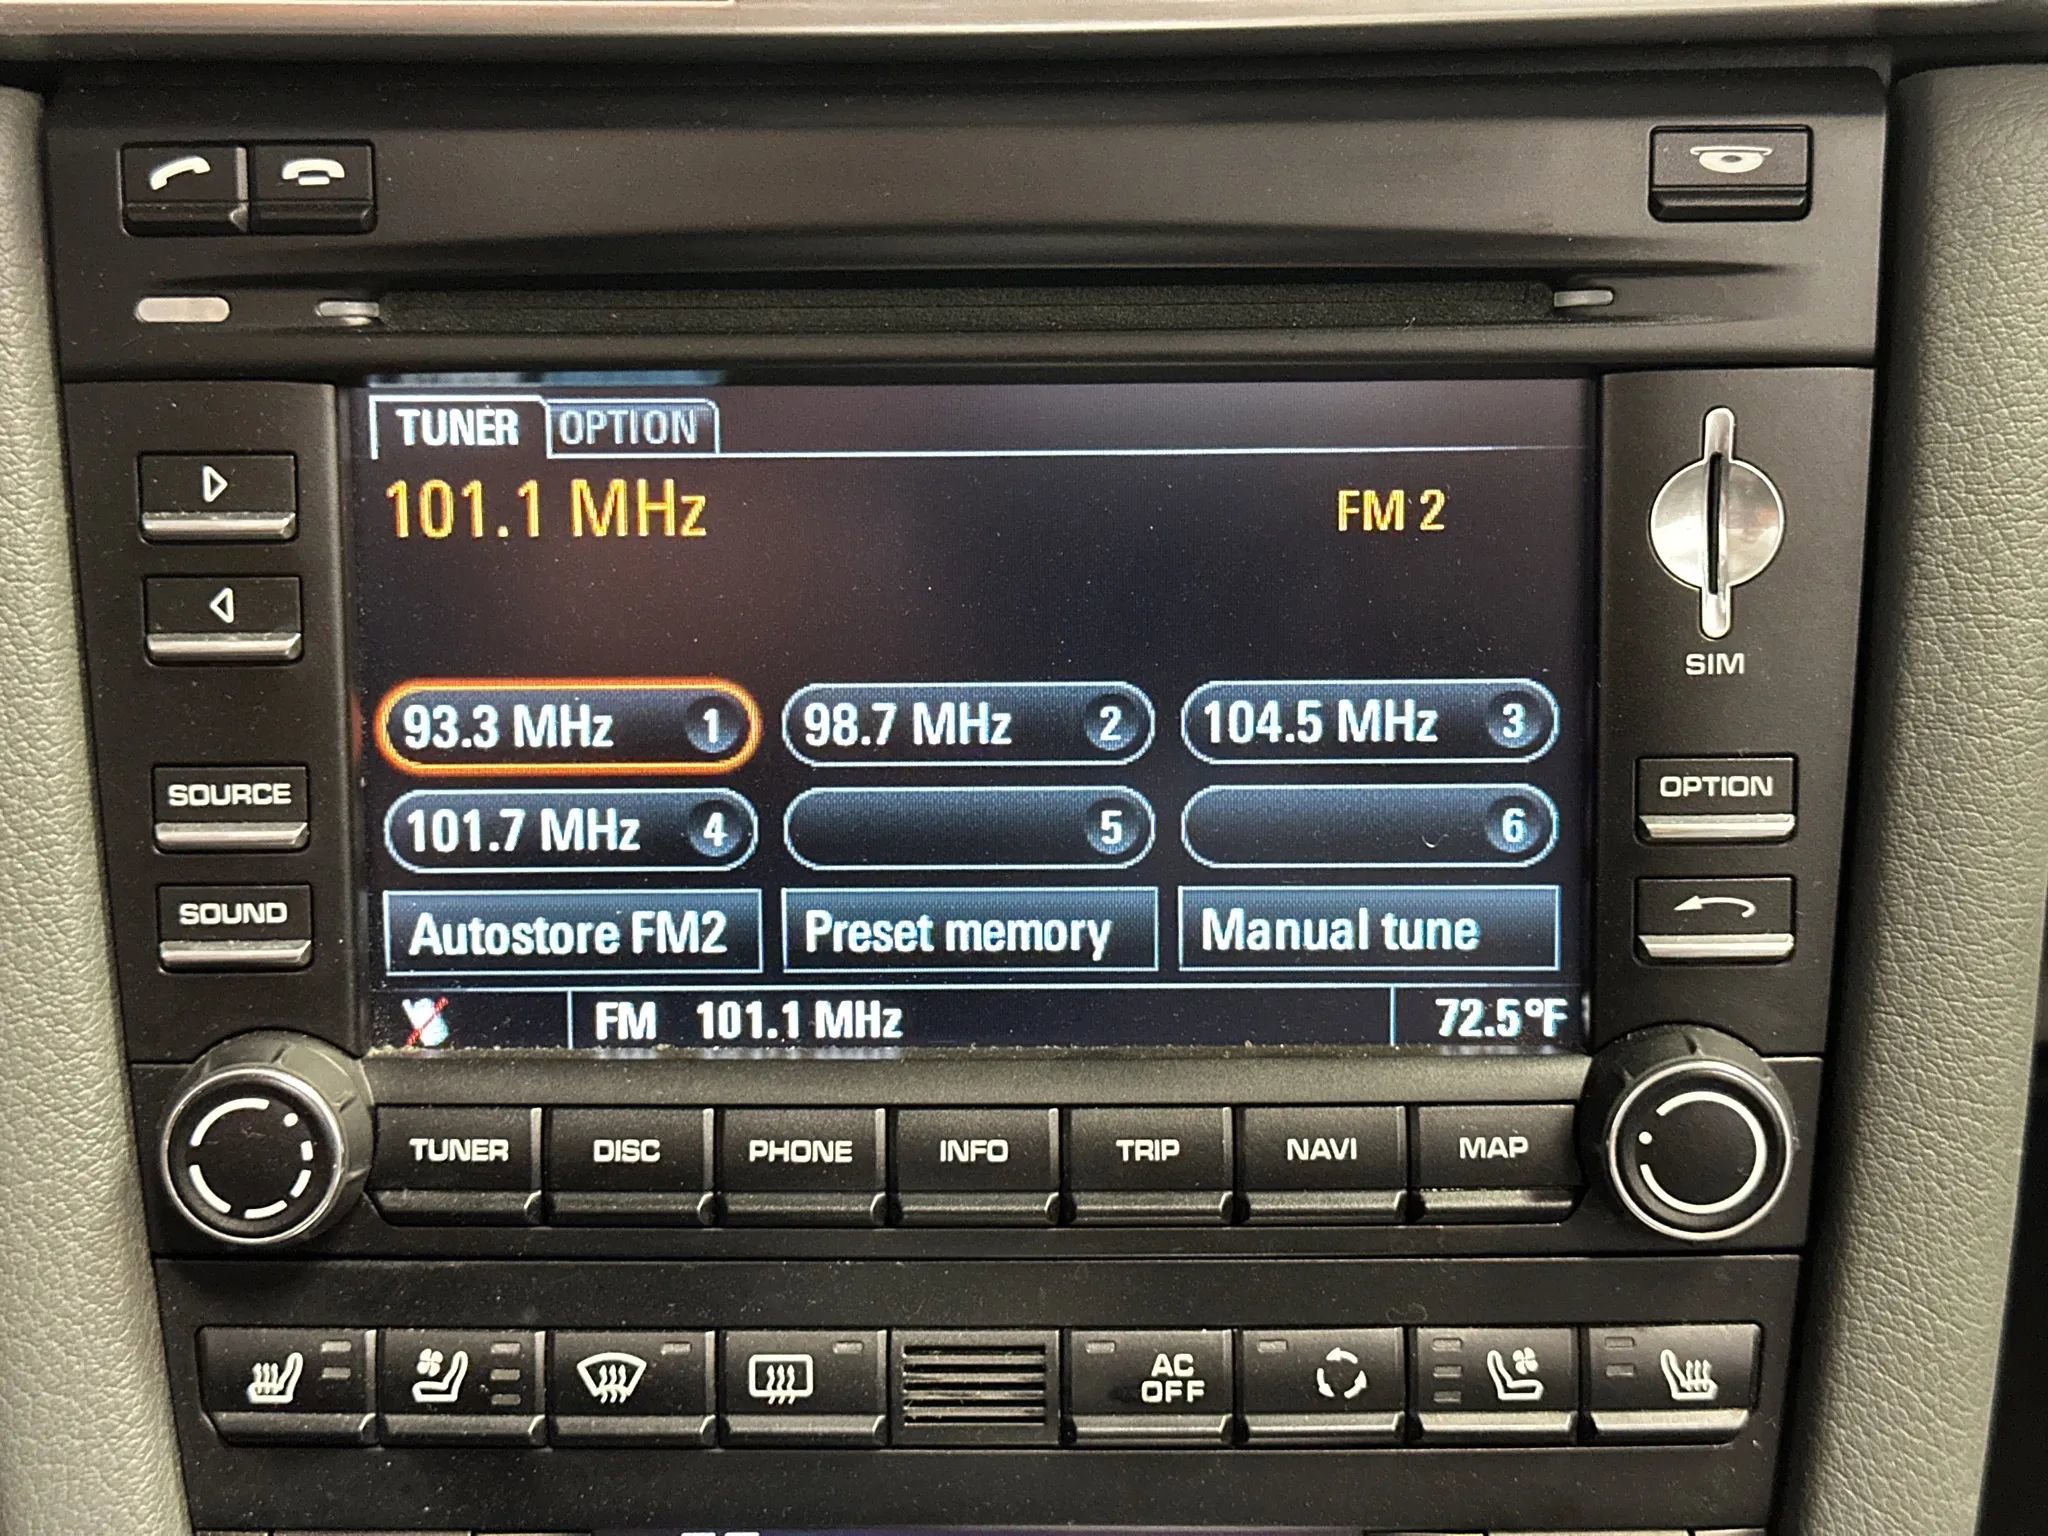 TUNER OPTION
101.1 MHz FM 2
SIM
93.3 MHz 1 98.7 MHz 2 104.5 MHz 3
SOURCE
OPTION
101.7 MHz 4 5 6
SOUND
Autostore FM2 Preset memory Manual tune
FM 101.1 MHz 72.5°F
TUNER DISC PHONE INFO TRIP NAVI MAP
AC
OFF